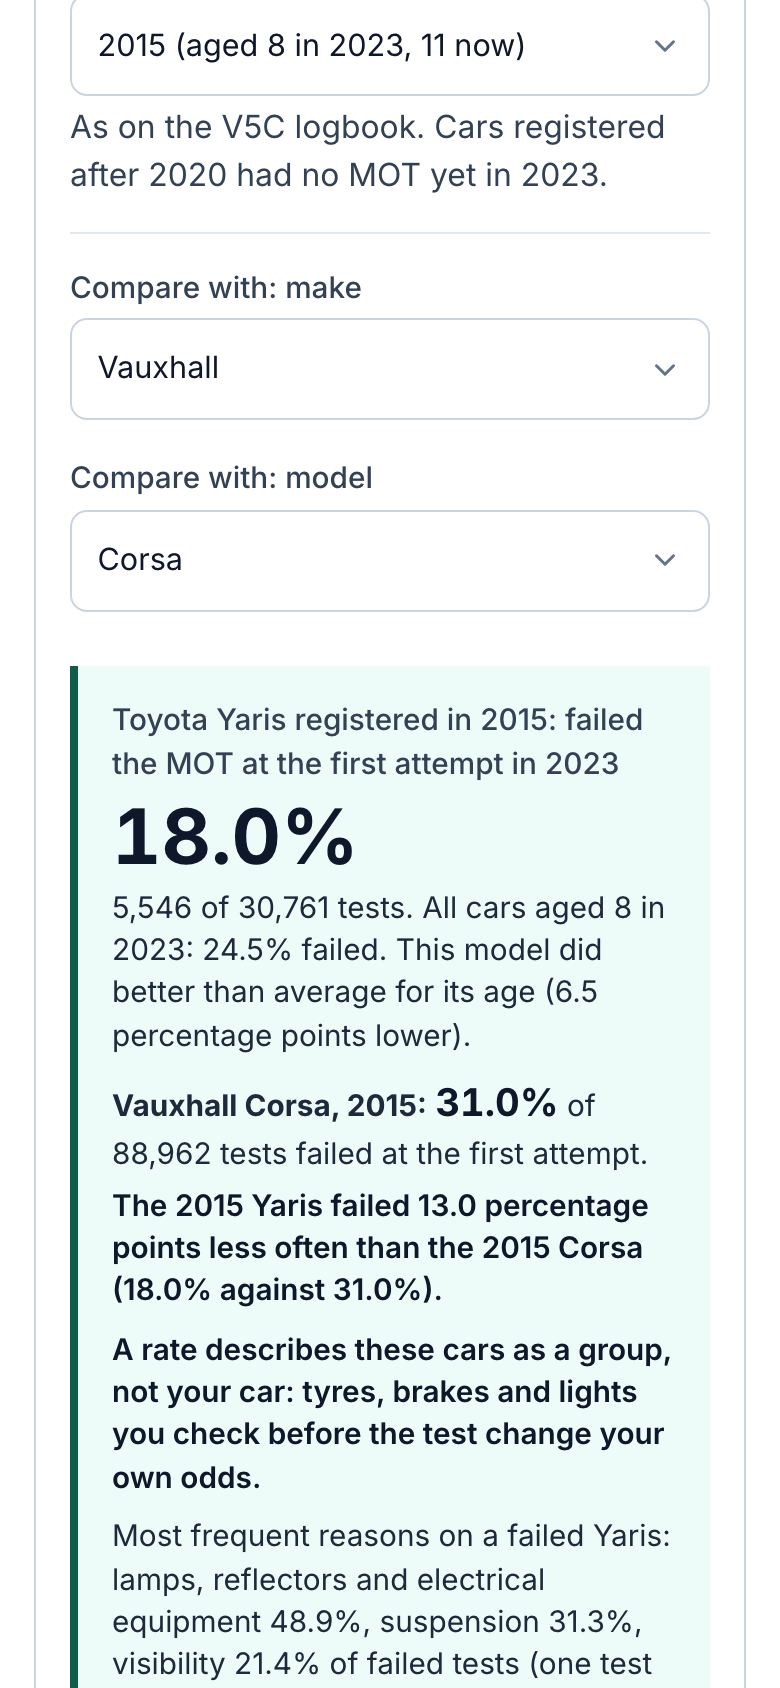 2015 (aged 8 in 2023, 11 now)
As on the V5C logbook. Cars registered
after 2020 had no MOT yet in 2023.
Compare with: make
Vauxhall
Compare with: model
Corsa
Toyota Yaris registered in 2015: failed
the MOT at the first attempt in 2023
18.0%
5,546 of 30,761 tests. All cars aged 8 in
2023: 24.5% failed. This model did
better than average for its age (6.5
percentage points lower).
Vauxhall Corsa, 2015: 31.0% of
88,962 tests failed at the first attempt.
The 2015 Yaris failed 13.0 percentage
points less often than the 2015 Corsa
(18.0% against 31.0%).
A rate describes these cars as a group,
not your car: tyres, brakes and lights
you check before the test change your
own odds.
Most frequent reasons on a failed Yaris:
lamps, reflectors and electrical
equipment 48.9%, suspension 31.3%,
visibility 21.4% of failed tests (one test